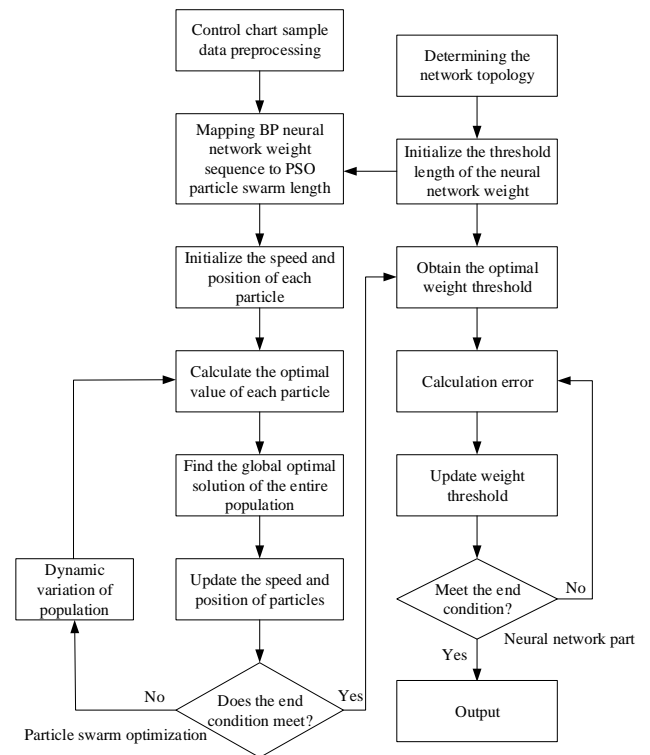 Control chart sample
data preprocessing
Mapping BP neural
network weight
sequence to PSO
particle swarm length
Initialize the speed and
position of each
particle
Calculate the optimal
value of each particle
Find the global optimal
solution of the entire
population
Update the speed and
position of particles
Dynamic
variation of
population
No
Does the end
condition meet?
Yes
Particle swarm optimization
Determining the
network topology
Initialize the threshold
length of the neural
network weight
Obtain the optimal
weight threshold
Calculation error
Update weight
threshold
Meet the end
condition?
No
Neural network part
Yes
Output